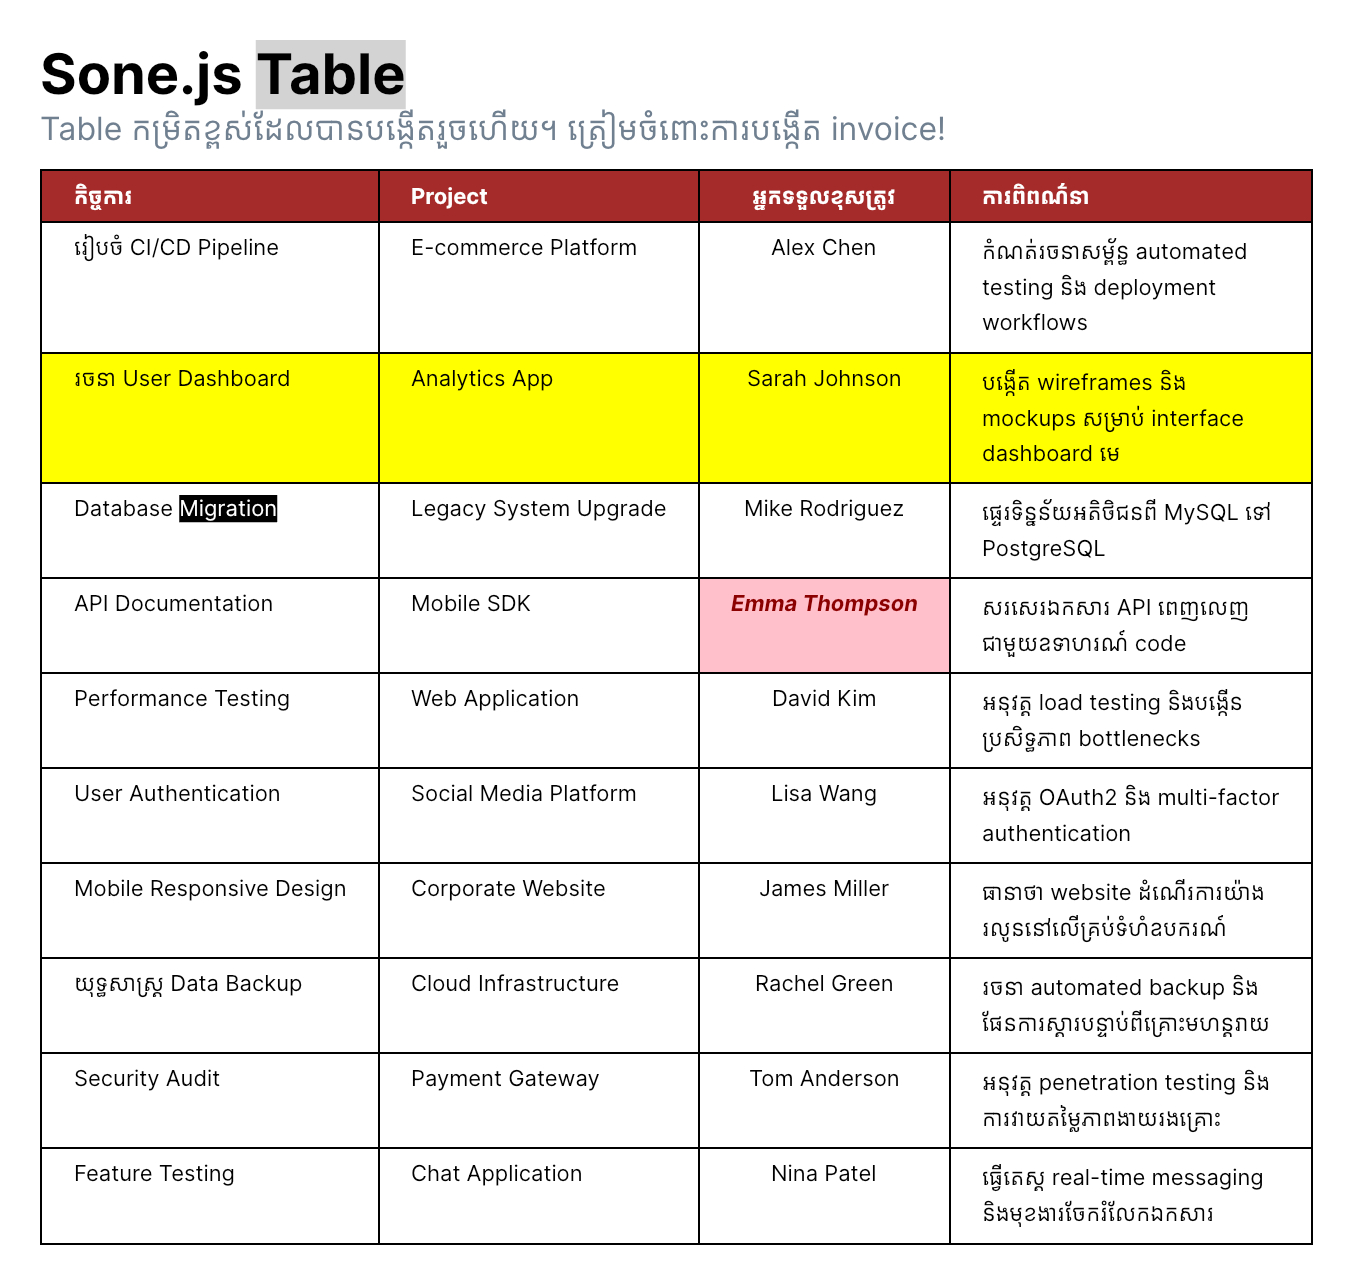 Sone.js Table
Table កម្រិតខ្ពស់ដែលបានបង្កើតរួចហើយ។ ត្រៀមចំពោះការបង្កើត invoice!
កិច្ចការ
Project
អ្នកទទួលខុសត្រូវ
ការពិពណ៌នា
រៀបចំ CI/CD Pipeline
E-commerce Platform
Alex Chen
កំណត់រចនាសម្ព័ន្ធ automated
testing និង deployment
workflows
រចនា User Dashboard
Analytics App
Sarah Johnson
បង្កើត wireframes និង
mockups សម្រាប់ interface
dashboard មេ
Database Migration
Legacy System Upgrade
Mike Rodriguez
ផ្ទេរទិន្នន័យអតិថិជនពី MySQL ទៅ
PostgreSQL
API Documentation
Mobile SDK
Emma Thompson
សរសេរឯកសារ API ពេញលេញ
ជាមួយឧទាហរណ៍ code
Performance Testing
Web Application
David Kim
អនុវត្ត load testing និងបង្កើន
ប្រសិទ្ធភាព bottlenecks
User Authentication
Social Media Platform
Lisa Wang
អនុវត្ត OAuth2 និង multi-factor
authentication
Mobile Responsive Design
Corporate Website
James Miller
ធានាថា website ដំណើរការយ៉ាង
រលូននៅលើគ្រប់ទំហំឧបករណ៍
យុទ្ធសាស្ត្រ Data Backup
Cloud Infrastructure
Rachel Green
រចនា automated backup និង
ផែនការស្តារបន្ទាប់ពីគ្រោះមហន្តរាយ
Security Audit
Payment Gateway
Tom Anderson
អនុវត្ត penetration testing និង
ការវាយតម្លៃភាពងាយរងគ្រោះ
Feature Testing
Chat Application
Nina Patel
ធ្វើតេស្ត real-time messaging
និងមុខងារចែករំលែកឯកសារ